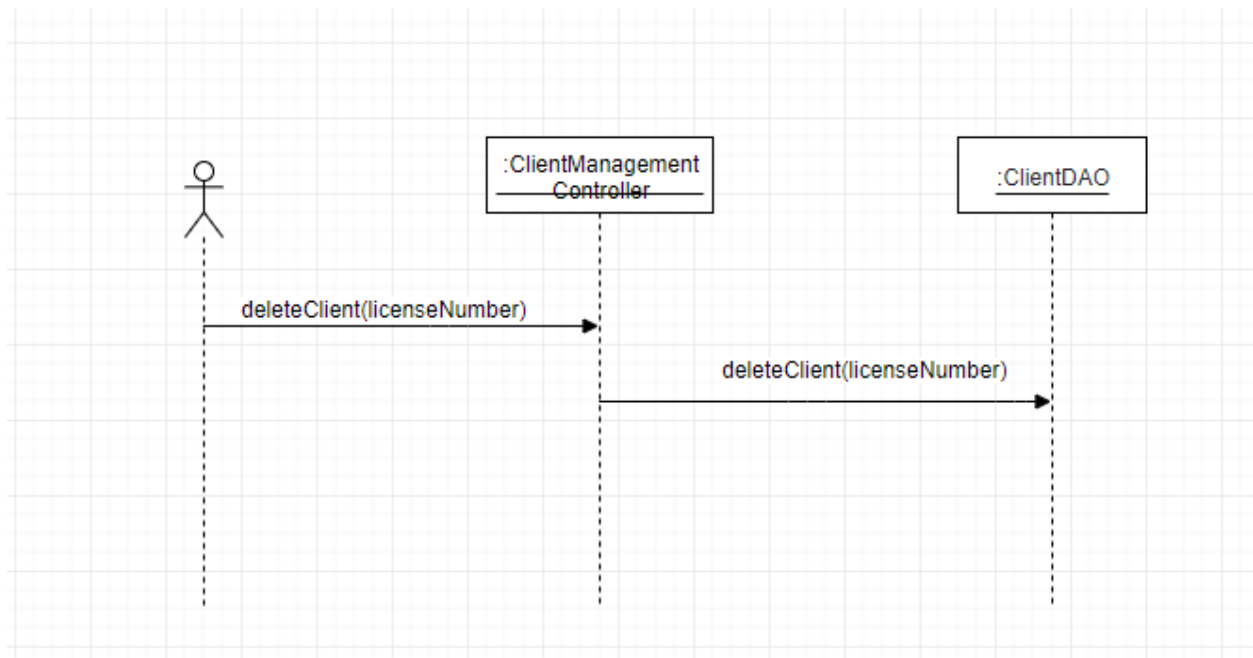 :ClientManagement
Controller
:ClientDAO
deleteClient(licenseNumber)
deleteClient(licenseNumber)